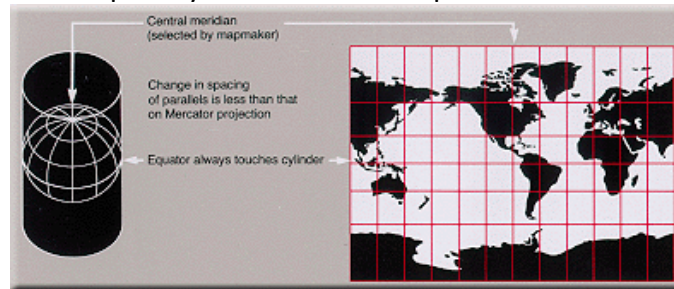 Central meridian
(selected by mapmaker)
Change in spacing
of parallels is less than that
on Mercator projection
Equator always touches cylinder